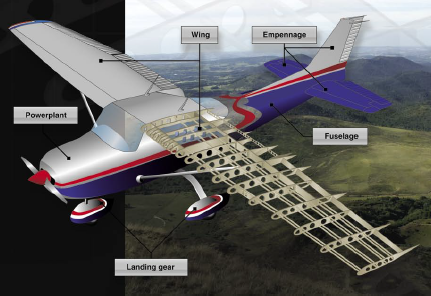 Wing
Empennage
Powerplant
Fuselage
Landing gear